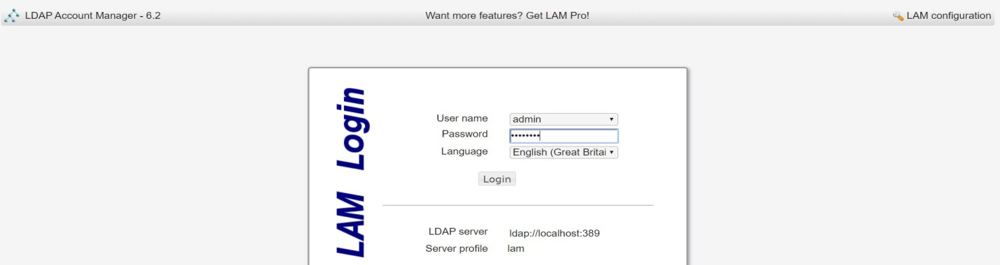 LDAP Account Manager - 6.2 Want more features? Get LAM Pro! LAM configuration
LAM Login
User name admin
Password ••••••••
Language English (Great Britai
Login
LDAP server ldap://localhost:389
Server profile lam